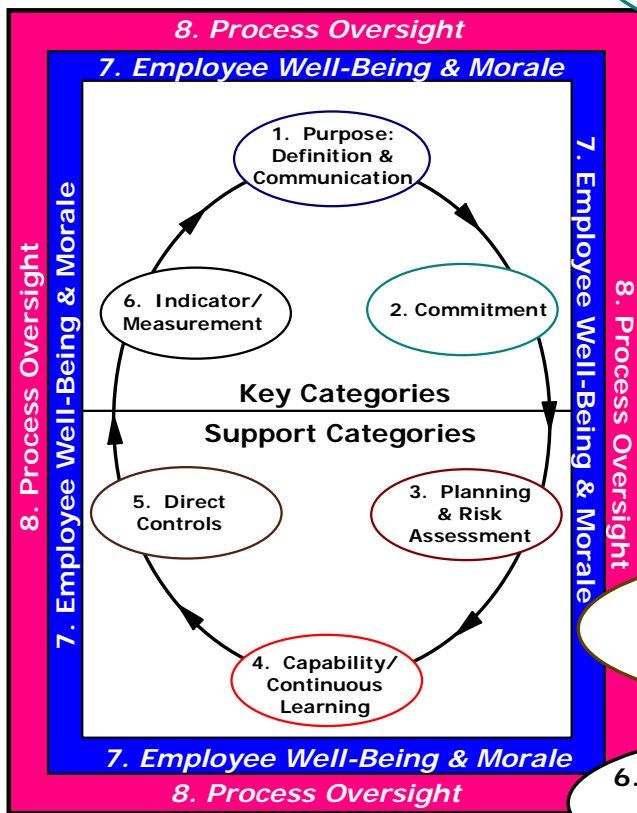 8. Process Oversight
7. Employee Well-Being & Morale
1. Purpose:
Definition &
Communication
6. Indicator/
Measurement
2. Commitment
Key Categories
Support Categories
5. Direct
Controls
3. Planning
& Risk
Assessment
4. Capability/
Continuous
Learning
8. Process Oversight
7. Employee Well-Being & Morale
7. Employee Well-Being & Morale
8. Process Oversight
7. Employee Well-Being & Morale
8. Process Oversight
6.